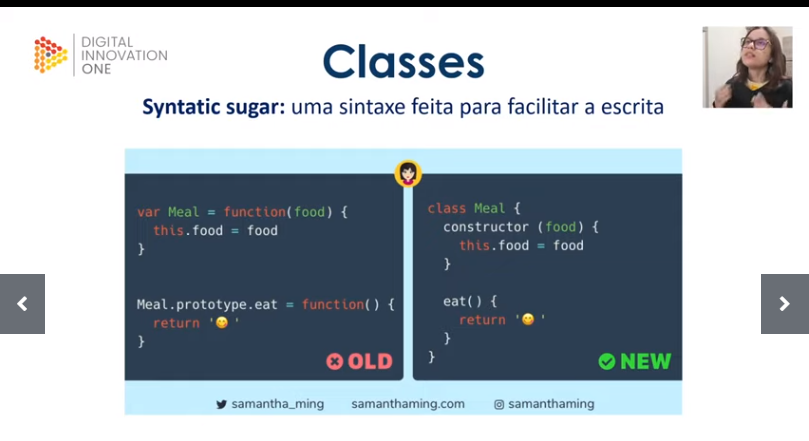 DIGITAL
INNOVATION
ONE
Classes
Syntatic sugar: uma sintaxe feita para facilitar a escrita
var Meal = function(food) {
this.food = food
}
Meal.prototype.eat = function() {
return '😋 '
}
OLD
class Meal {
constructor (food) {
this.food = food
}
eat() {
return '😋 '
}
}
NEW
samantha_ming samanthaming.com samanthaming